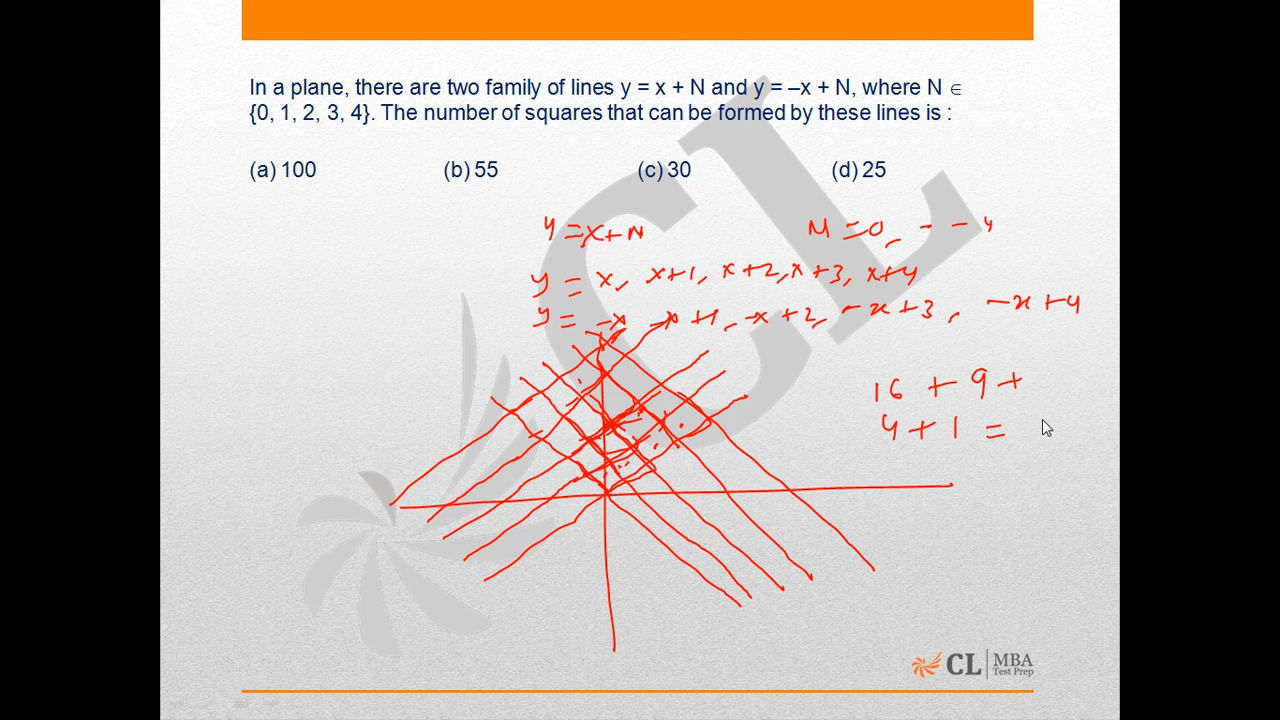 In a plane, there are two family of lines y = x + N and y = –x + N, where N ∈
{0, 1, 2, 3, 4}. The number of squares that can be formed by these lines is :
(a) 100 (b) 55 (c) 30 (d) 25
y = x + N N = 0, - - 4
y = x, x+1, x+2, x+3, x+4
y = -x, -x+1, -x+2, -x+3, -x+4
16 + 9 +
4 + 1 =
CL MBA
Test Prep
CL